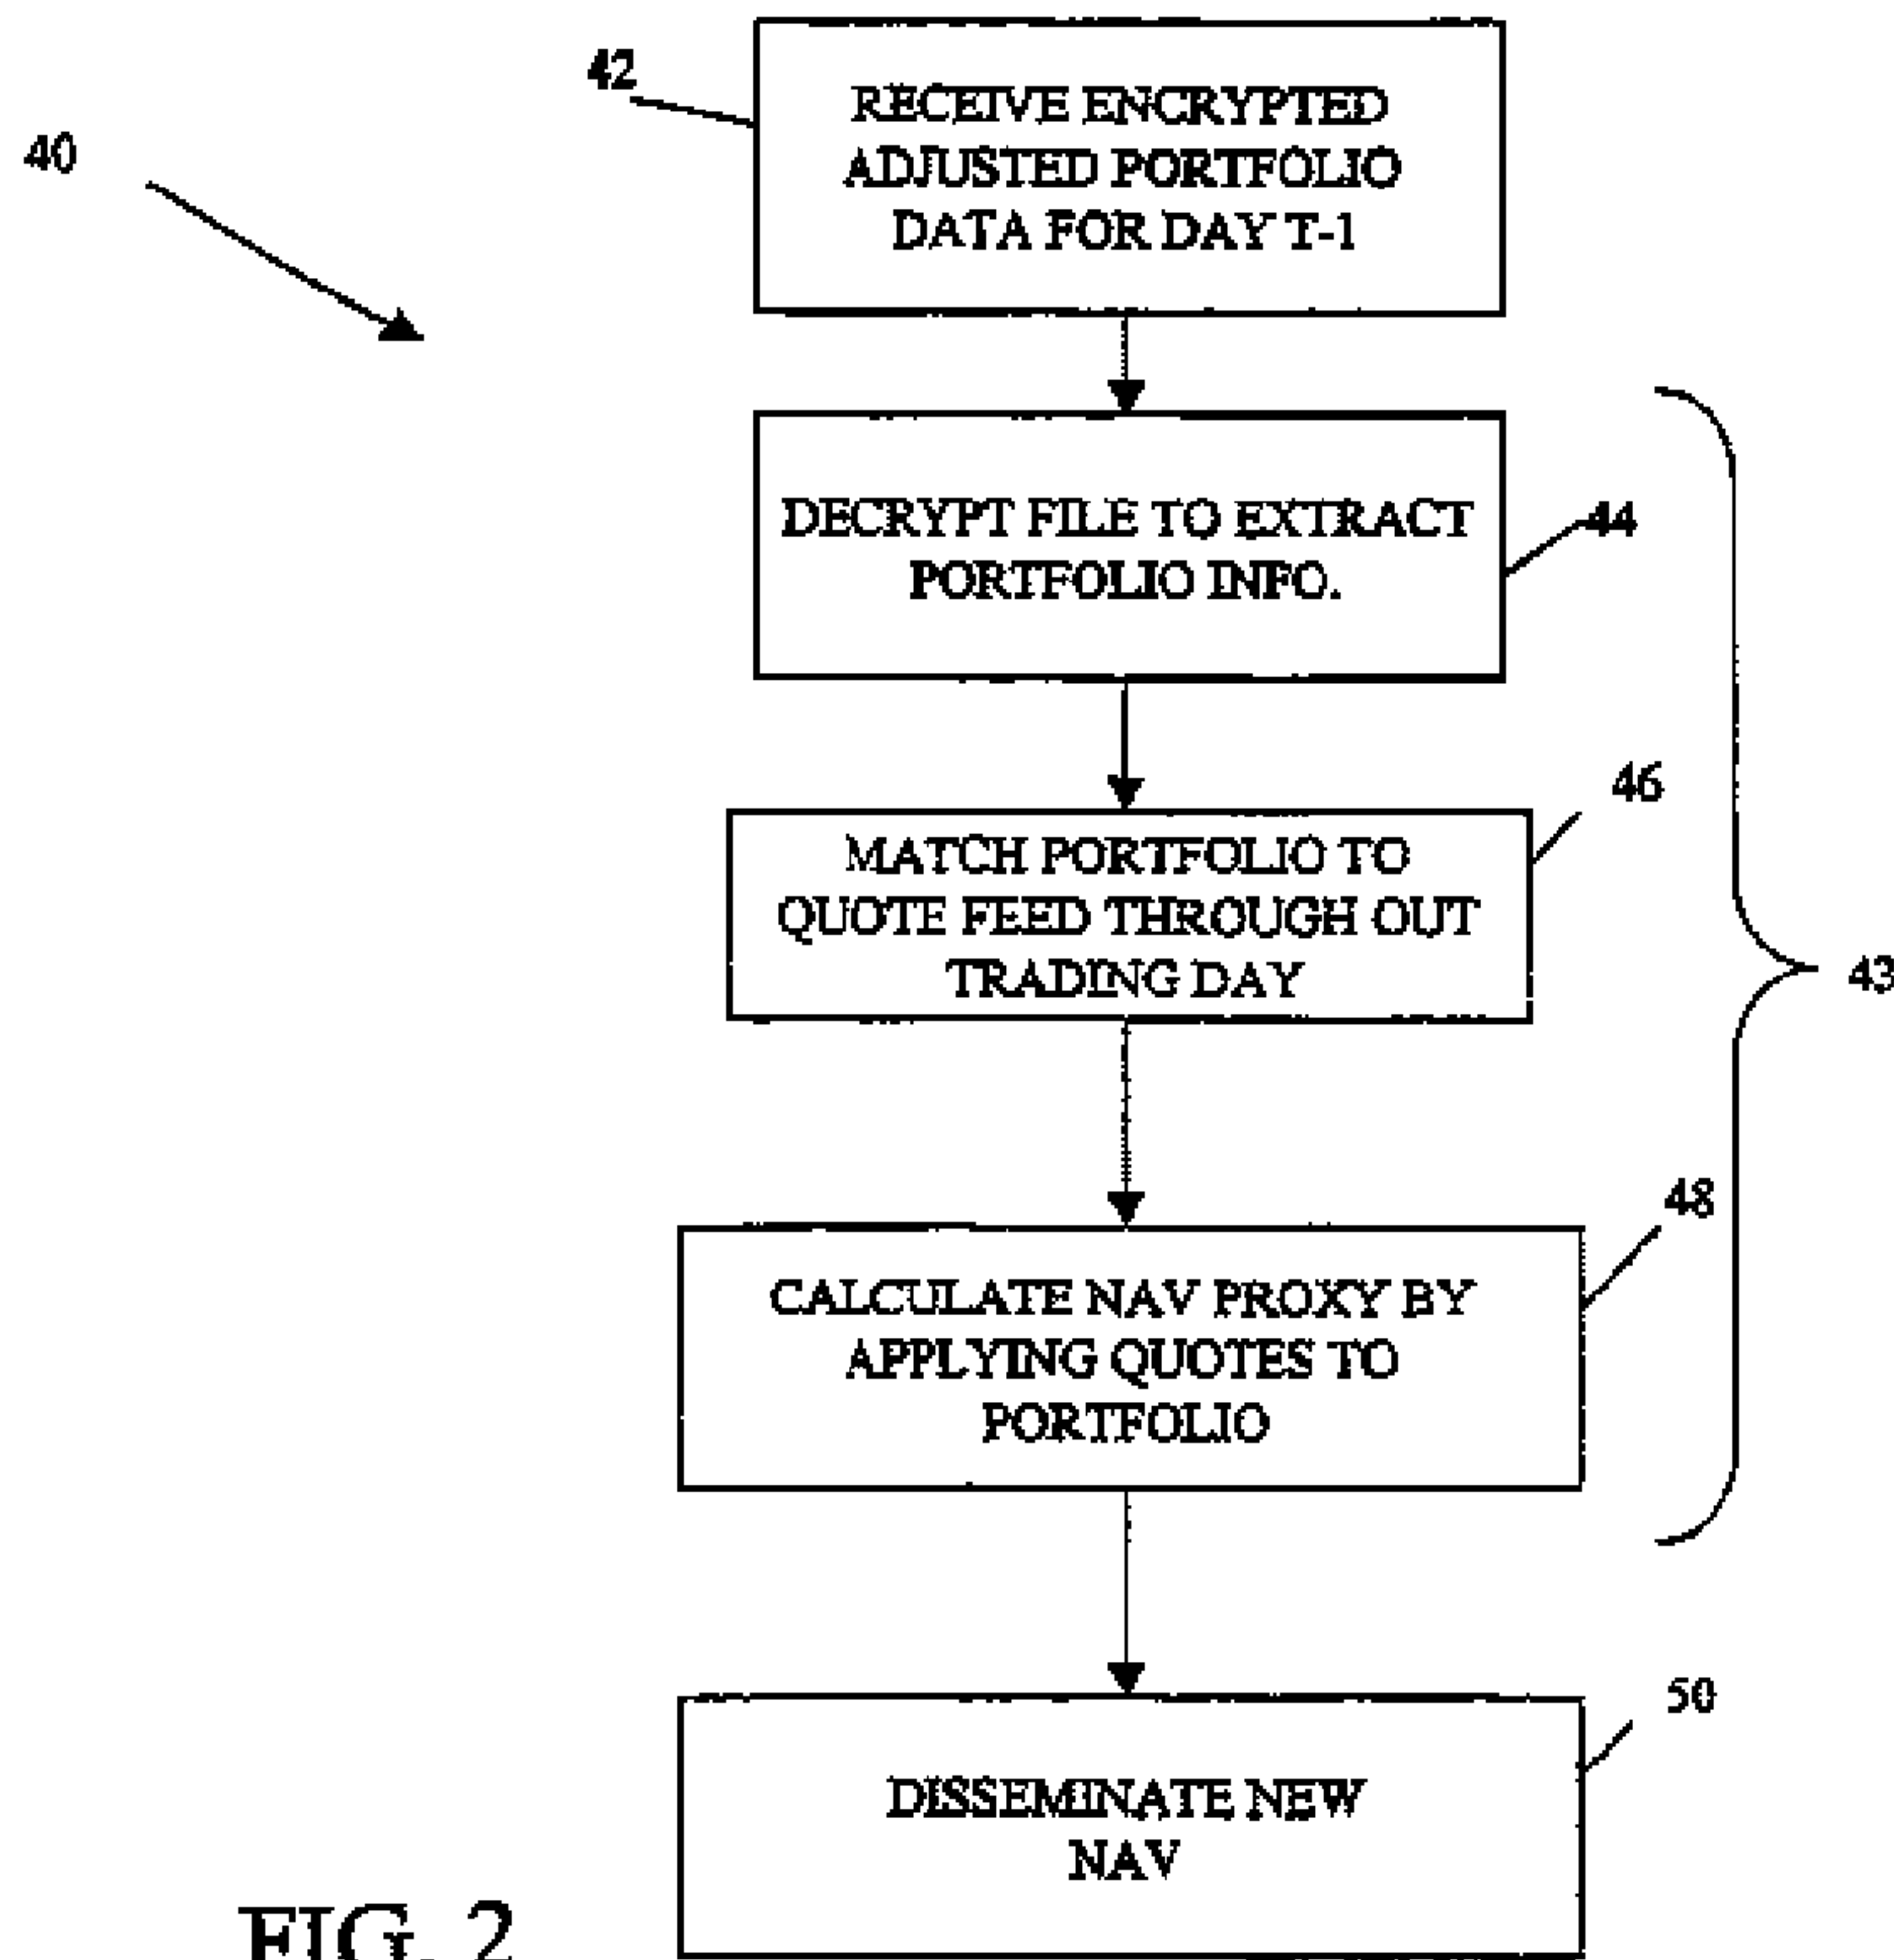 42
RECEIVE ENCRYPTED
ADJUSTED PORTFOLIO
DATA FOR DAY T-1
40
DECRYPT FILE TO EXTRACT
PORTFOLIO INFO.
44
46
MATCH PORTFOLIO TO
QUOTE FEED THROUGH OUT
TRADING DAY
43
48
CALCULATE NAV PROXY BY
APPLYING QUOTES TO
PORTFOLIO
50
DISSEMINATE NEW
NAV
FIG. 2